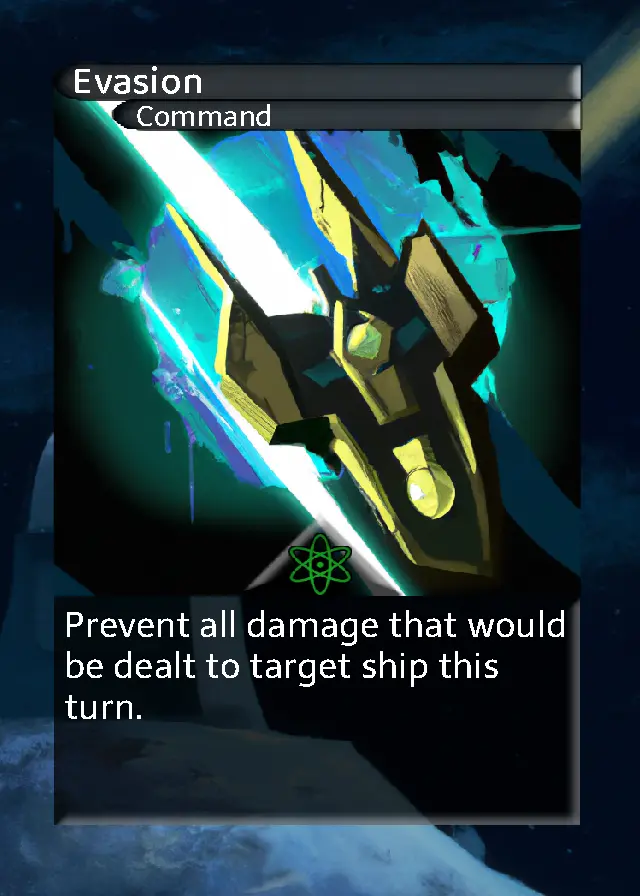 Evasion
Command
Prevent all damage that would
be dealt to target ship this
turn.